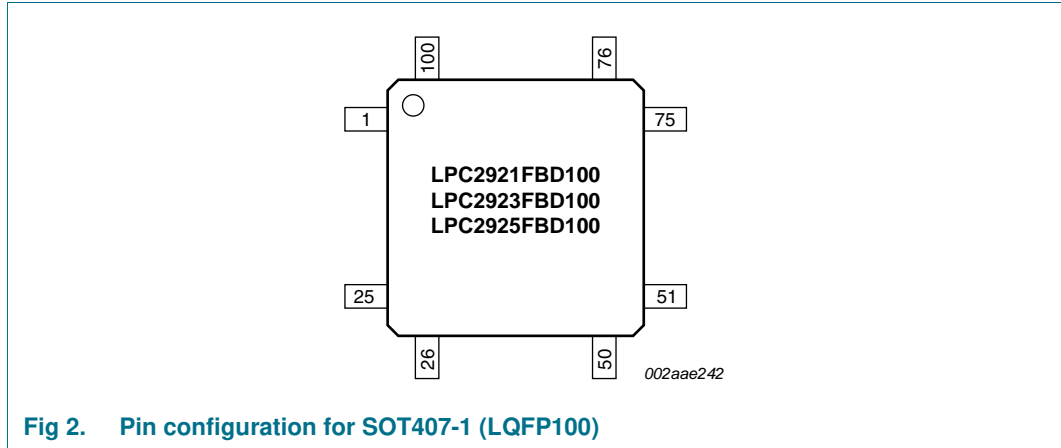 100 76
1 75
LPC2921FBD100
LPC2923FBD100
LPC2925FBD100
25 51
26 50
002aae242
Fig 2. Pin configuration for SOT407-1 (LQFP100)